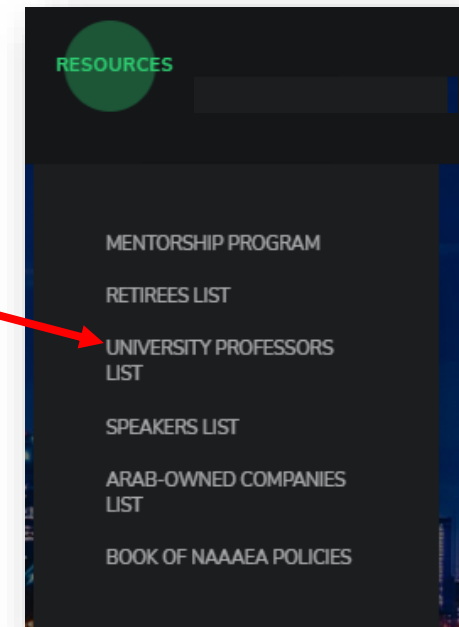 RESOURCES
MENTORSHIP PROGRAM
RETIREES LIST
UNIVERSITY PROFESSORS
LIST
SPEAKERS LIST
ARAB-OWNED COMPANIES
LIST
BOOK OF NAAAEA POLICIES